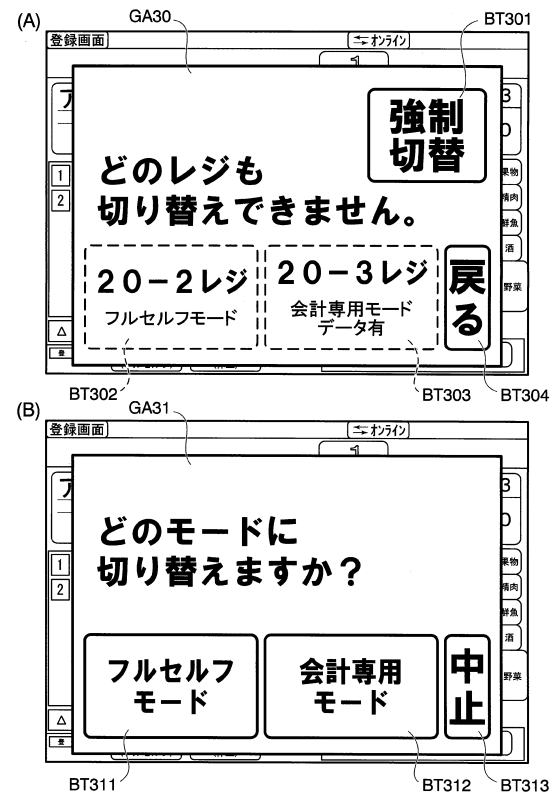 (A)
GA30
BT301
登録画面
⇆オンライン
1
強制
切替
3
0
どのレジも
切り替えできません。
1
2
果物
精肉
鮮魚
酒
野菜
20-2レジ
フルセルフモード
20-3レジ
会計専用モード
データ有
戻る
△
登
BT302
BT303
BT304
(B)
GA31
登録画面
⇆オンライン
1
3
0
どのモードに
切り替えますか?
1
2
果物
精肉
鮮魚
酒
野菜
フルセルフ
モード
会計専用
モード
中止
△
登
BT311
BT312
BT313